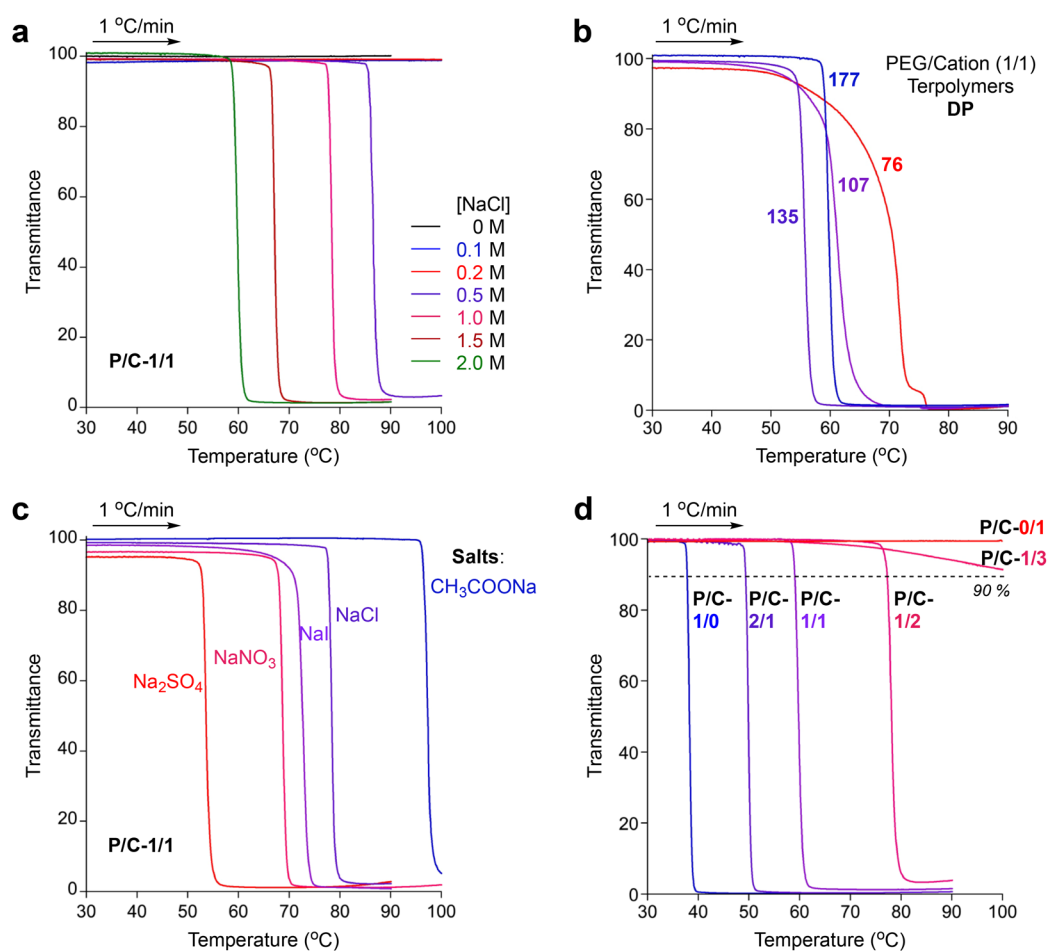 a
1 °C/min
100
80
60
40
20
0
Transmittance
30 40 50 60 70 80 90 100
Temperature (°C)
[NaCl]
0 M
0.1 M
0.2 M
0.5 M
1.0 M
1.5 M
2.0 M
P/C-1/1
b
1 °C/min
100
80
60
40
20
0
Transmittance
30 40 50 60 70 80 90
Temperature (°C)
PEG/Cation (1/1)
Terpolymers
DP
177
76
107
135
c
1 °C/min
100
80
60
40
20
0
Transmittance
30 40 50 60 70 80 90 100
Temperature (°C)
Salts:
CH₃COONa
NaCl
NaI
NaNO₃
Na₂SO₄
P/C-1/1
d
1 °C/min
100
80
60
40
20
0
Transmittance
30 40 50 60 70 80 90 100
Temperature (°C)
P/C-0/1
P/C-1/3
90 %
P/C-
1/0
P/C-
2/1
P/C-
1/1
P/C-
1/2